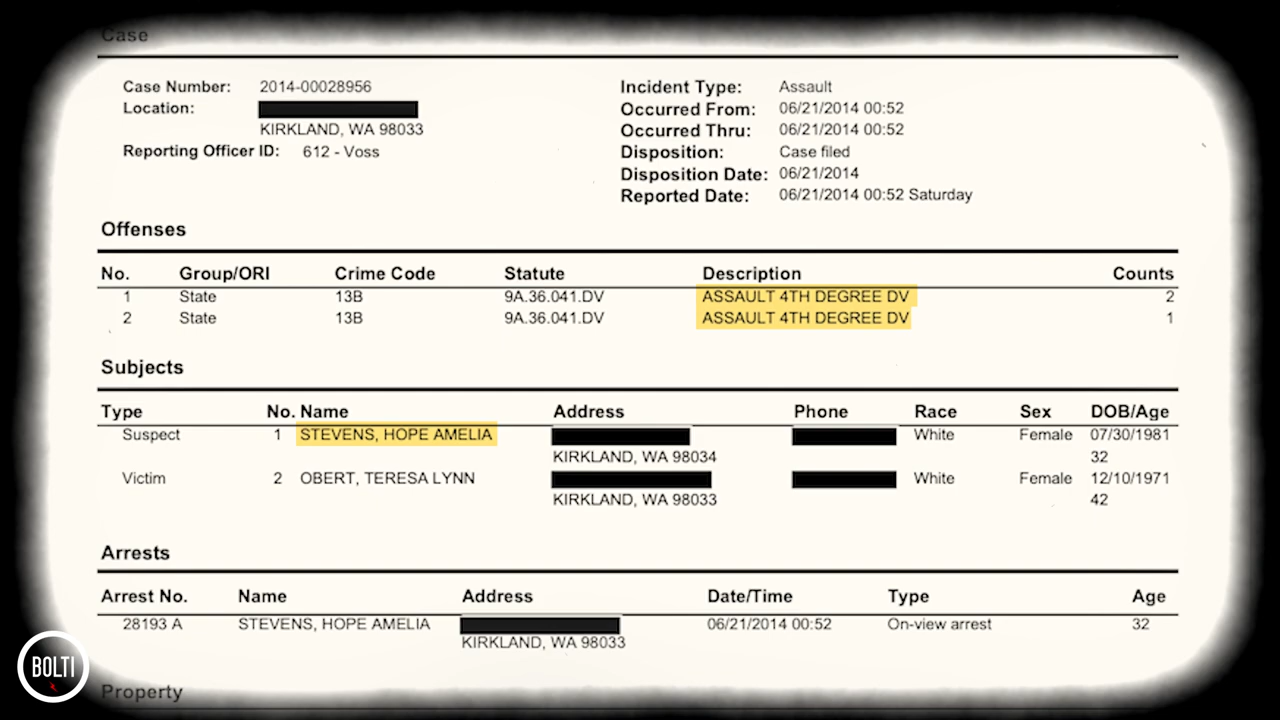 Case
Case Number: 2014-00028956
Location:
KIRKLAND, WA 98033
Reporting Officer ID: 612 - Voss
Incident Type: Assault
Occurred From: 06/21/2014 00:52
Occurred Thru: 06/21/2014 00:52
Disposition: Case filed
Disposition Date: 06/21/2014
Reported Date: 06/21/2014 00:52 Saturday
Offenses
No. Group/ORI Crime Code Statute Description Counts
1 State 13B 9A.36.041.DV ASSAULT 4TH DEGREE DV 2
2 State 13B 9A.36.041.DV ASSAULT 4TH DEGREE DV 1
Subjects
Type No. Name Address Phone Race Sex DOB/Age
Suspect 1 STEVENS, HOPE AMELIA White Female 07/30/1981
KIRKLAND, WA 98034 32
Victim 2 OBERT, TERESA LYNN White Female 12/10/1971
KIRKLAND, WA 98033 42
Arrests
Arrest No. Name Address Date/Time Type Age
28193 A STEVENS, HOPE AMELIA 06/21/2014 00:52 On-view arrest 32
KIRKLAND, WA 98033
Property
BOLTI